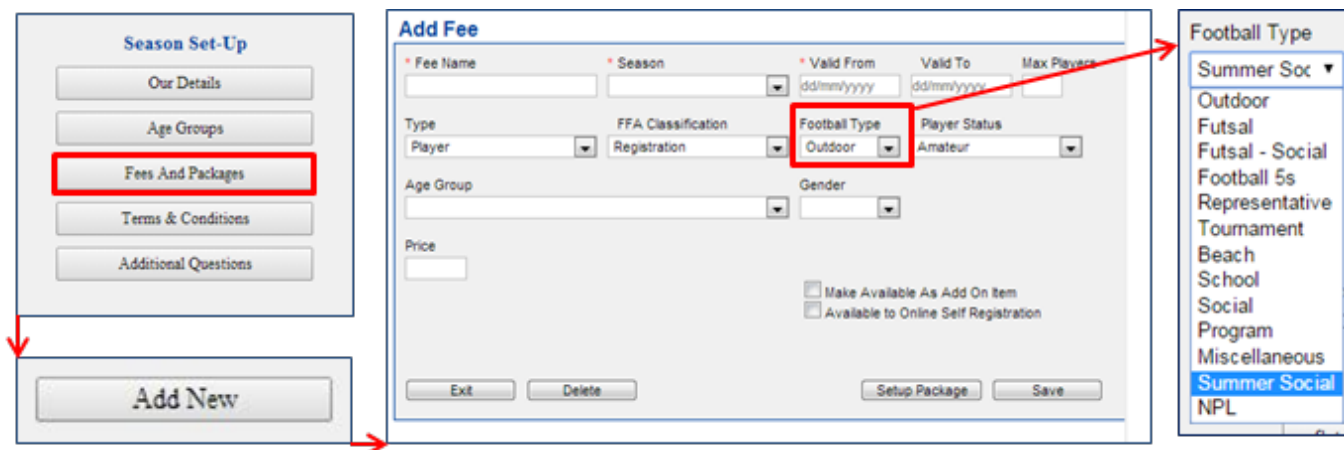 Season Set-Up
Our Details
Age Groups
Fees And Packages
Terms & Conditions
Additional Questions
Add New
Add Fee
* Fee Name * Season * Valid From Valid To Max Players
dd/mm/yyyy dd/mm/yyyy
Type FFA Classification Football Type Player Status
Player Registration Outdoor Amateur
Age Group Gender
Price
Make Available As Add On Item
Available to Online Self Registration
Exit Delete Setup Package Save
Football Type
Summer Soc
Outdoor
Futsal
Futsal - Social
Football 5s
Representative
Tournament
Beach
School
Social
Program
Miscellaneous
Summer Social
NPL